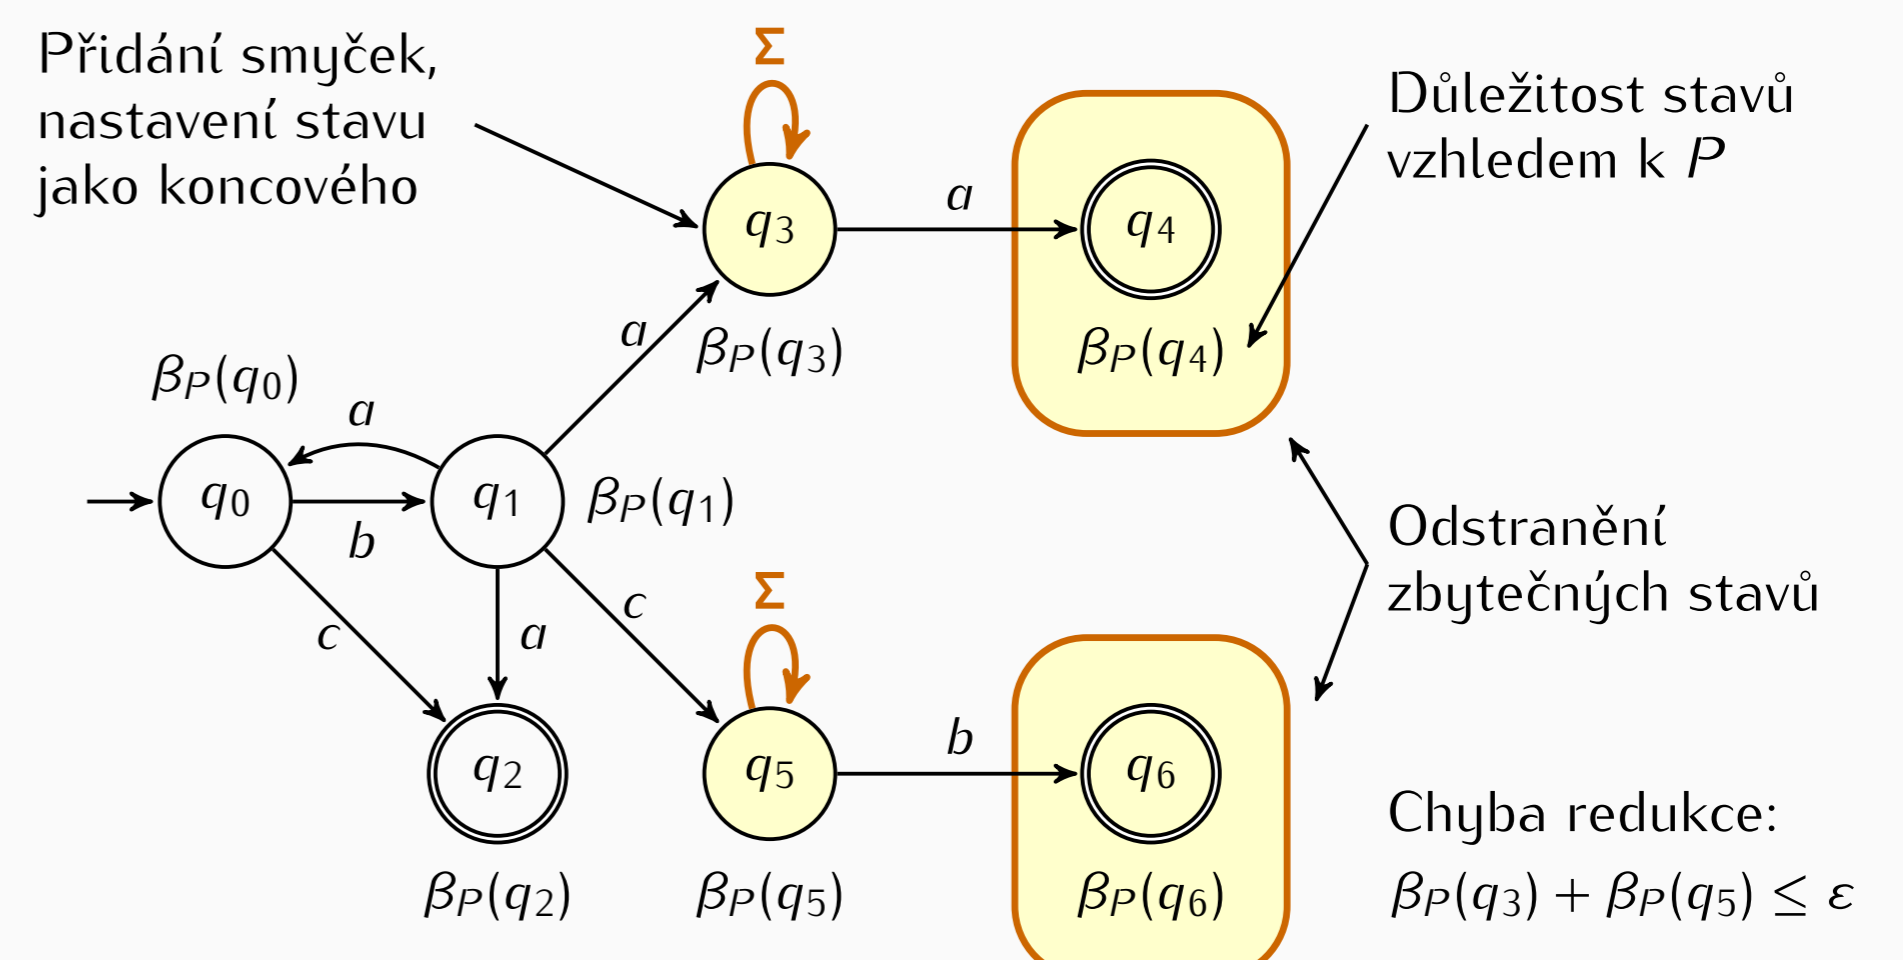 Přidání smyček,
nastavení stavu
jako koncového
Σ
q3
a
q4
Důležitost stavů
vzhledem k P
βP(q3)
βP(q4)
a
βP(q0)
a
q0
b
q1
βP(q1)
Odstranění
zbytečných stavů
c
a
c
Σ
q2
q5
b
q6
βP(q2)
βP(q5)
βP(q6)
Chyba redukce:
βP(q3) + βP(q5) ≤ ε